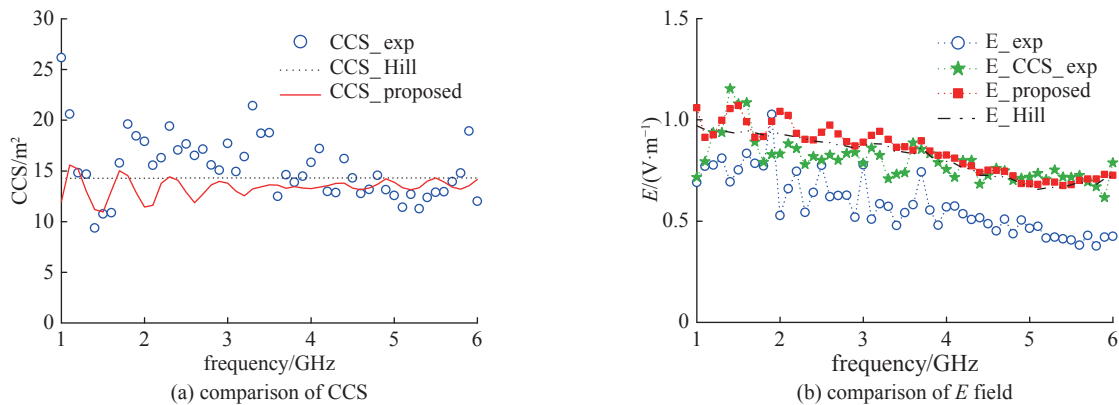 30
25
20
15
10
5
0
CCS/m²
CCS_exp
CCS_Hill
CCS_proposed
1 2 3 4 5 6
frequency/GHz
(a) comparison of CCS
1.5
1.0
0.5
0
E/(V·m⁻¹)
E_exp
E_CCS_exp
E_proposed
E_Hill
1 2 3 4 5 6
frequency/GHz
(b) comparison of E field